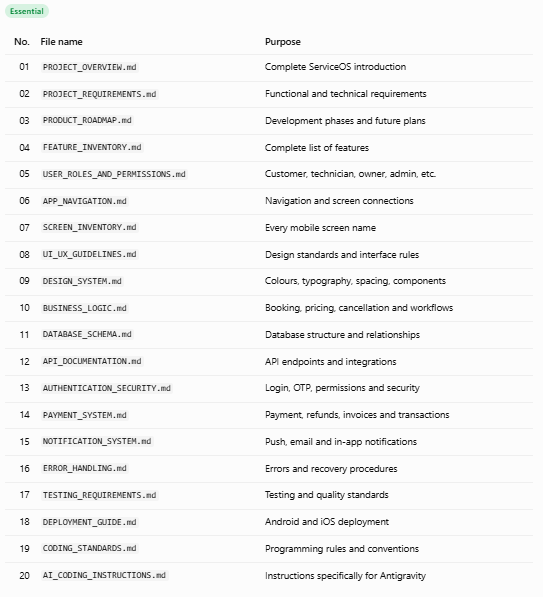 Essential
No. File name Purpose
01 PROJECT_OVERVIEW.md Complete ServiceOS introduction
02 PROJECT_REQUIREMENTS.md Functional and technical requirements
03 PRODUCT_ROADMAP.md Development phases and future plans
04 FEATURE_INVENTORY.md Complete list of features
05 USER_ROLES_AND_PERMISSIONS.md Customer, technician, owner, admin, etc.
06 APP_NAVIGATION.md Navigation and screen connections
07 SCREEN_INVENTORY.md Every mobile screen name
08 UI_UX_GUIDELINES.md Design standards and interface rules
09 DESIGN_SYSTEM.md Colours, typography, spacing, components
10 BUSINESS_LOGIC.md Booking, pricing, cancellation and workflows
11 DATABASE_SCHEMA.md Database structure and relationships
12 API_DOCUMENTATION.md API endpoints and integrations
13 AUTHENTICATION_SECURITY.md Login, OTP, permissions and security
14 PAYMENT_SYSTEM.md Payment, refunds, invoices and transactions
15 NOTIFICATION_SYSTEM.md Push, email and in-app notifications
16 ERROR_HANDLING.md Errors and recovery procedures
17 TESTING_REQUIREMENTS.md Testing and quality standards
18 DEPLOYMENT_GUIDE.md Android and iOS deployment
19 CODING_STANDARDS.md Programming rules and conventions
20 AI_CODING_INSTRUCTIONS.md Instructions specifically for Antigravity